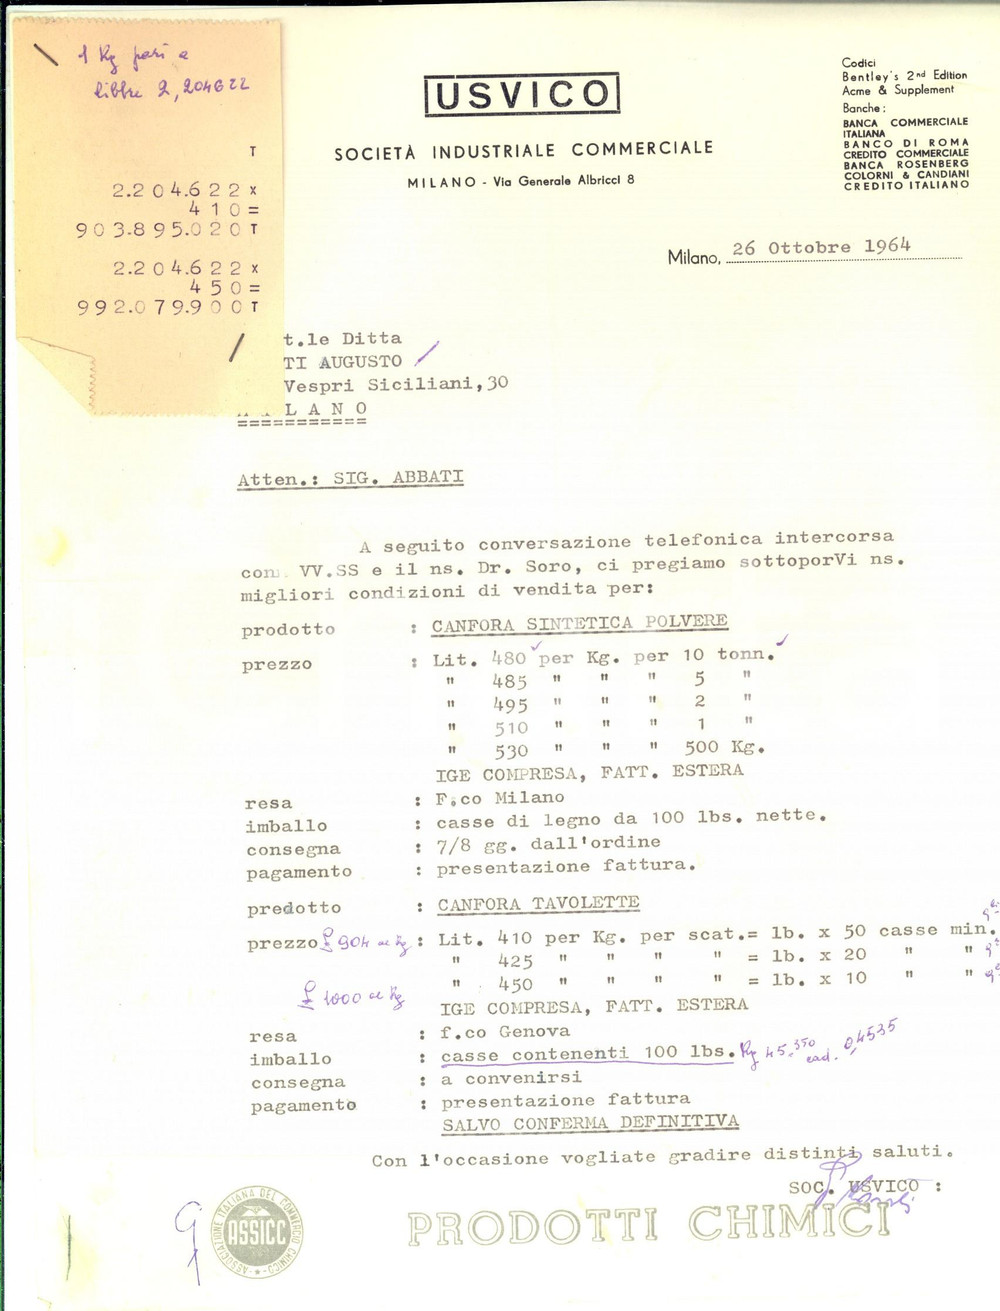 1 Kg pari a
libbre 2,204622
T
2.204.622 x
410 =
903.895.020 T
2.204.622 x
450 =
992.079.900 T
USVICO
SOCIETÀ INDUSTRIALE COMMERCIALE
MILANO - Via Generale Albricci 8
Codici
Bentley's 2nd Edition
Acme & Supplement
Banche:
BANCA COMMERCIALE
ITALIANA
BANCO DI ROMA
CREDITO COMMERCIALE
BANCA ROSENBERG
COLORNI & CANDIANI
CREDITO ITALIANO
Milano, 26 Ottobre 1964
t.le Ditta
TI AUGUSTO
Vespri Siciliani,30
L A N O
Atten.: SIG. ABBATI
A seguito conversazione telefonica intercorsa
con VV.SS e il ns. Dr. Soro, ci pregiamo sottoporVi ns.
migliori condizioni di vendita per:
prodotto : CANFORA SINTETICA POLVERE
prezzo : Lit. 480 per Kg. per 10 tonn.
" 485 " " " 5 "
" 495 " " " 2 "
" 510 " " " 1 "
" 530 " " " 500 Kg.
IGE COMPRESA, FATT. ESTERA
resa : F.co Milano
imballo : casse di legno da 100 lbs. nette.
consegna : 7/8 gg. dall'ordine
pagamento : presentazione fattura.
predotto : CANFORA TAVOLETTE
prezzo £ 904 al Kg : Lit. 410 per Kg. per scat.= lb. x 50 casse min.
" 425 " " " " = lb. x 20 " "
£ 1000 al Kg " 450 " " " " = lb. x 10 " "
IGE COMPRESA, FATT. ESTERA
resa : f.co Genova
imballo : casse contenenti 100 lbs. Kg 45,350 cad. 0,4535
consegna : a convenirsi
pagamento : presentazione fattura
SALVO CONFERMA DEFINITIVA
Con l'occasione vogliate gradire distinti saluti.
SOC. USVICO :
ASSOCIAZIONE ITALIANA DEL COMMERCIO CHIMICO
ASSICC
PRODOTTI CHIMICI